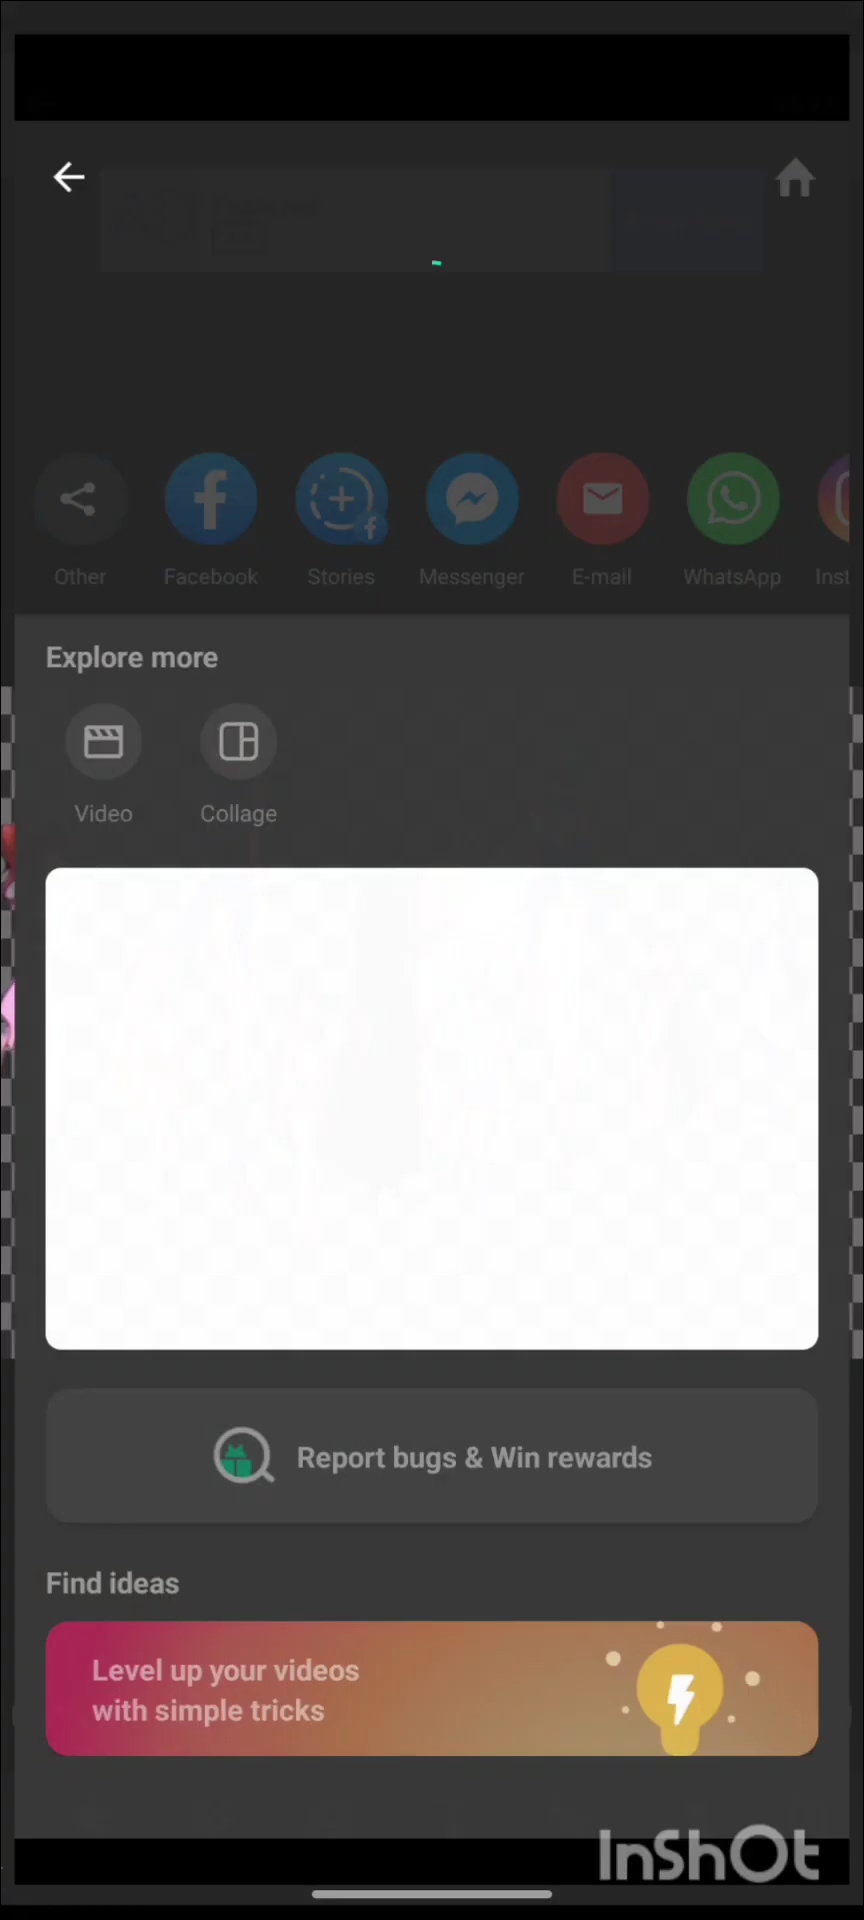 Other Facebook Stories Messenger E-mail WhatsApp Inst
Explore more
Video Collage
Report bugs & Win rewards
Find ideas
Level up your videos
with simple tricks
InShOt